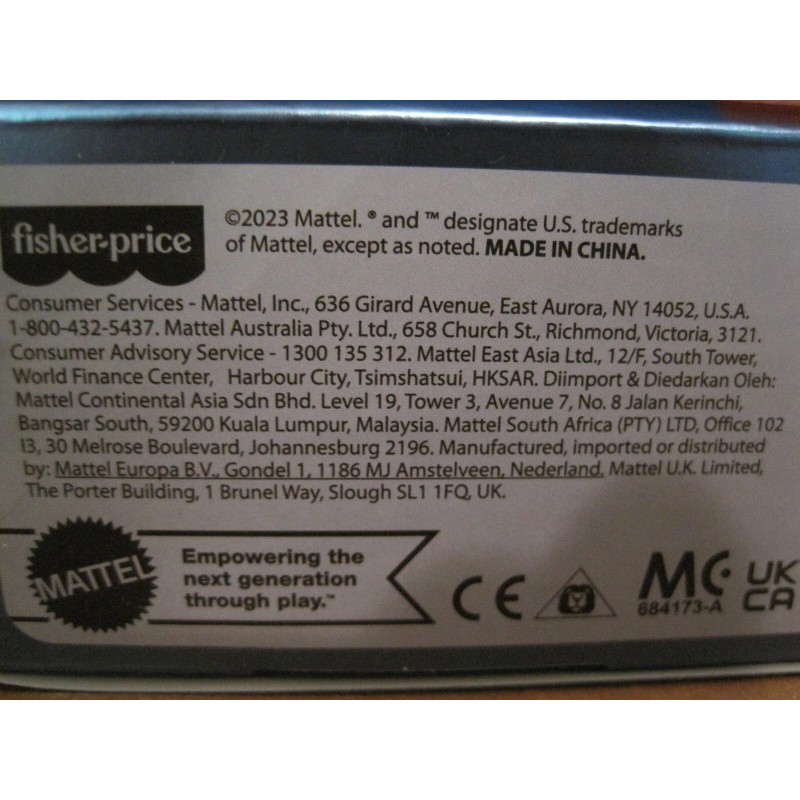 fisher-price
©2023 Mattel. ® and ™ designate U.S. trademarks
of Mattel, except as noted. MADE IN CHINA.
Consumer Services - Mattel, Inc., 636 Girard Avenue, East Aurora, NY 14052, U.S.A.
1-800-432-5437. Mattel Australia Pty. Ltd., 658 Church St., Richmond, Victoria, 3121.
Consumer Advisory Service - 1300 135 312. Mattel East Asia Ltd., 12/F, South Tower,
World Finance Center, Harbour City, Tsimshatsui, HKSAR. Diimport & Diedarkan Oleh:
Mattel Continental Asia Sdn Bhd. Level 19, Tower 3, Avenue 7, No. 8 Jalan Kerinchi,
Bangsar South, 59200 Kuala Lumpur, Malaysia. Mattel South Africa (PTY) LTD, Office 102
I3, 30 Melrose Boulevard, Johannesburg 2196. Manufactured, imported or distributed
by: Mattel Europa B.V., Gondel 1, 1186 MJ Amstelveen, Nederland. Mattel U.K. Limited,
The Porter Building, 1 Brunel Way, Slough SL1 1FQ, UK.
MATTEL
Empowering the
next generation
through play.™
CE
MC
684173-A
UK
CA